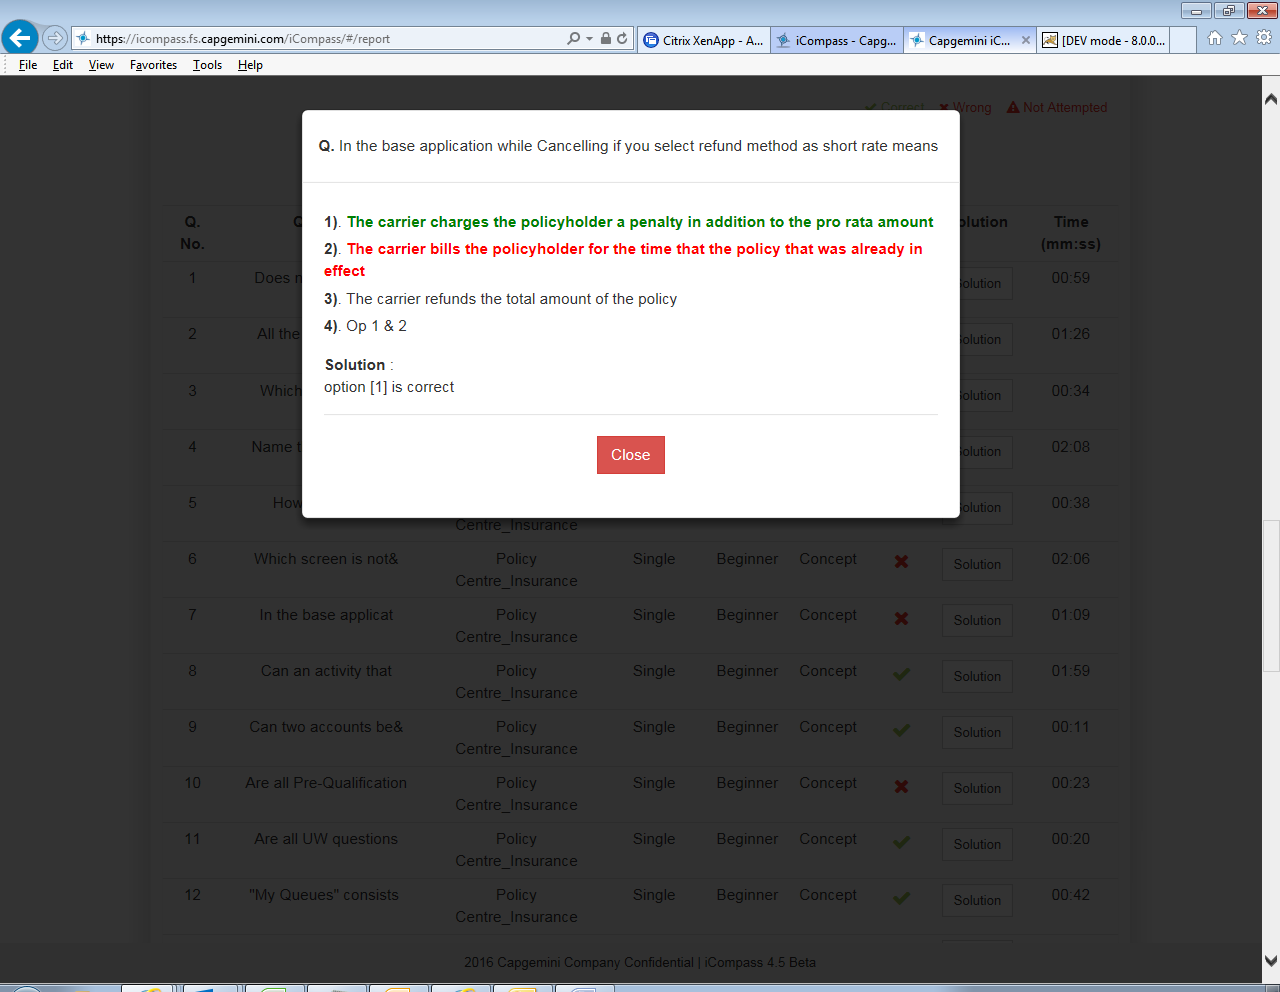 https://icompass.fs.capgemini.com/iCompass/#/report
Citrix XenApp - A...
iCompass - Capg...
Capgemini iC...
[DEV mode - 8.0.0...
File Edit View Favorites Tools Help
Correct Wrong Not Attempted
Q. In the base application while Cancelling if you select refund method as short rate means
1). The carrier charges the policyholder a penalty in addition to the pro rata amount
2). The carrier bills the policyholder for the time that the policy that was already in
effect
3). The carrier refunds the total amount of the policy
4). Op 1 & 2
Solution :
option [1] is correct
Close
Q.
No.
olution
Time
(mm:ss)
1 Does n olution 00:59
2 All the olution 01:26
3 Which olution 00:34
4 Name t olution 02:08
5 How olution 00:38
Centre_Insurance
6 Which screen is not& Policy Single Beginner Concept Solution 02:06
Centre_Insurance
7 In the base applicat Policy Single Beginner Concept Solution 01:09
Centre_Insurance
8 Can an activity that Policy Single Beginner Concept Solution 01:59
Centre_Insurance
9 Can two accounts be& Policy Single Beginner Concept Solution 00:11
Centre_Insurance
10 Are all Pre-Qualification Policy Single Beginner Concept Solution 00:23
Centre_Insurance
11 Are all UW questions Policy Single Beginner Concept Solution 00:20
Centre_Insurance
12 "My Queues" consists Policy Single Beginner Concept Solution 00:42
Centre_Insurance
2016 Capgemini Company Confidential | iCompass 4.5 Beta